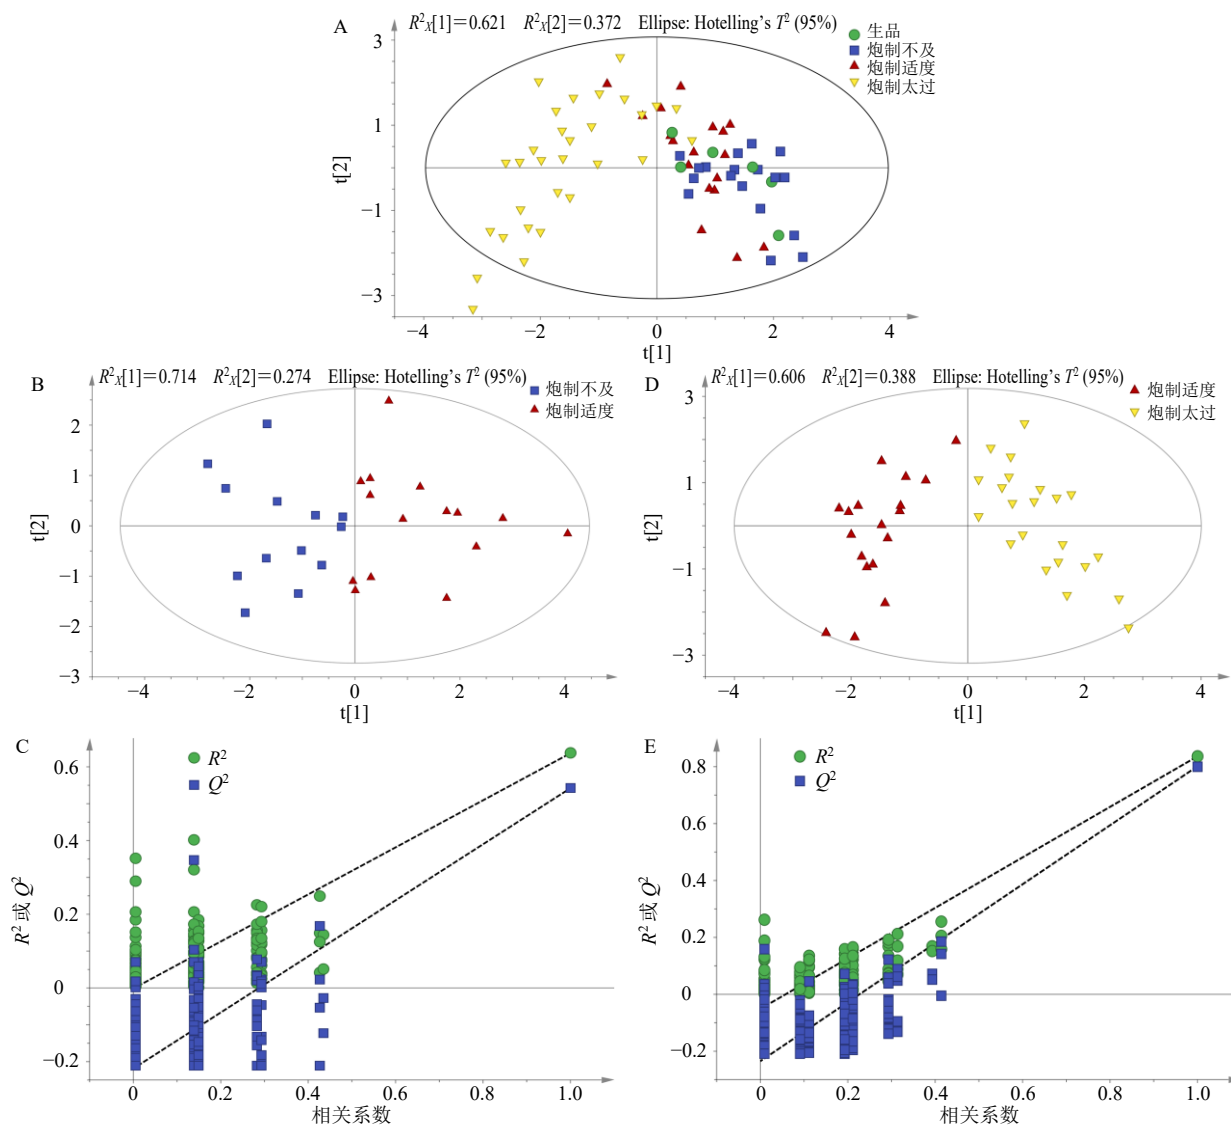 A
R²X[1]=0.621 R²X[2]=0.372 Ellipse: Hotelling's T² (95%)
生品
炮制不及
炮制适度
炮制太过
3
1
−1
−3
t[2]
−4 −2 0 2 4
t[1]
B
R²X[1]=0.714 R²X[2]=0.274 Ellipse: Hotelling's T² (95%)
炮制不及
炮制适度
2
1
0
−1
−2
−3
t[2]
−4 −2 0 2 4
t[1]
D
R²X[1]=0.606 R²X[2]=0.388 Ellipse: Hotelling's T² (95%)
炮制适度
炮制太过
3
1
−1
−3
t[2]
−4 −2 0 2 4
t[1]
C
R²
Q²
0.6
0.4
0.2
0
−0.2
R² 或 Q²
0 0.2 0.4 0.6 0.8 1.0
相关系数
E
R²
Q²
0.8
0.6
0.4
0.2
0
−0.2
R² 或 Q²
0 0.2 0.4 0.6 0.8 1.0
相关系数